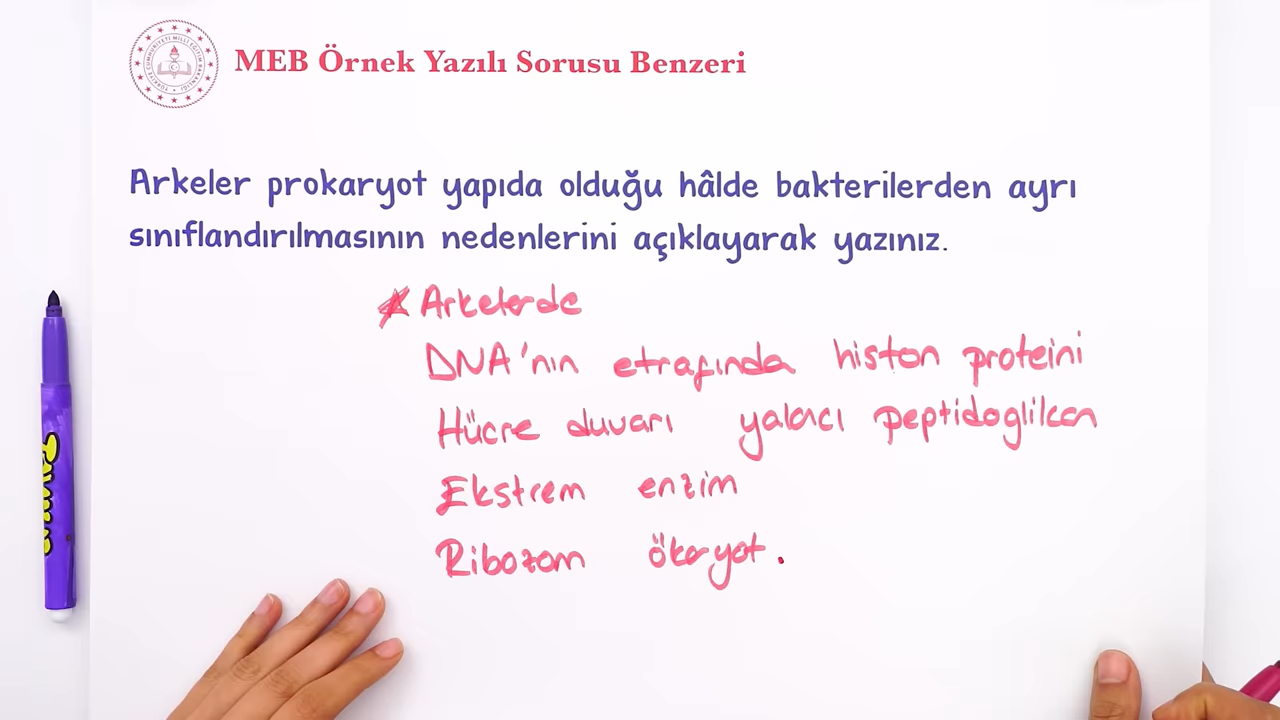 MEB Örnek Yazılı Sorusu Benzeri
Arkeler prokaryot yapıda olduğu hâlde bakterilerden ayrı
sınıflandırılmasının nedenlerini açıklayarak yazınız.
Arkelerde
DNA'nın etrafında histon proteini
Hücre duvarı yalancı peptidoglikan
Ekstrem enzim
Ribozom ökaryot.